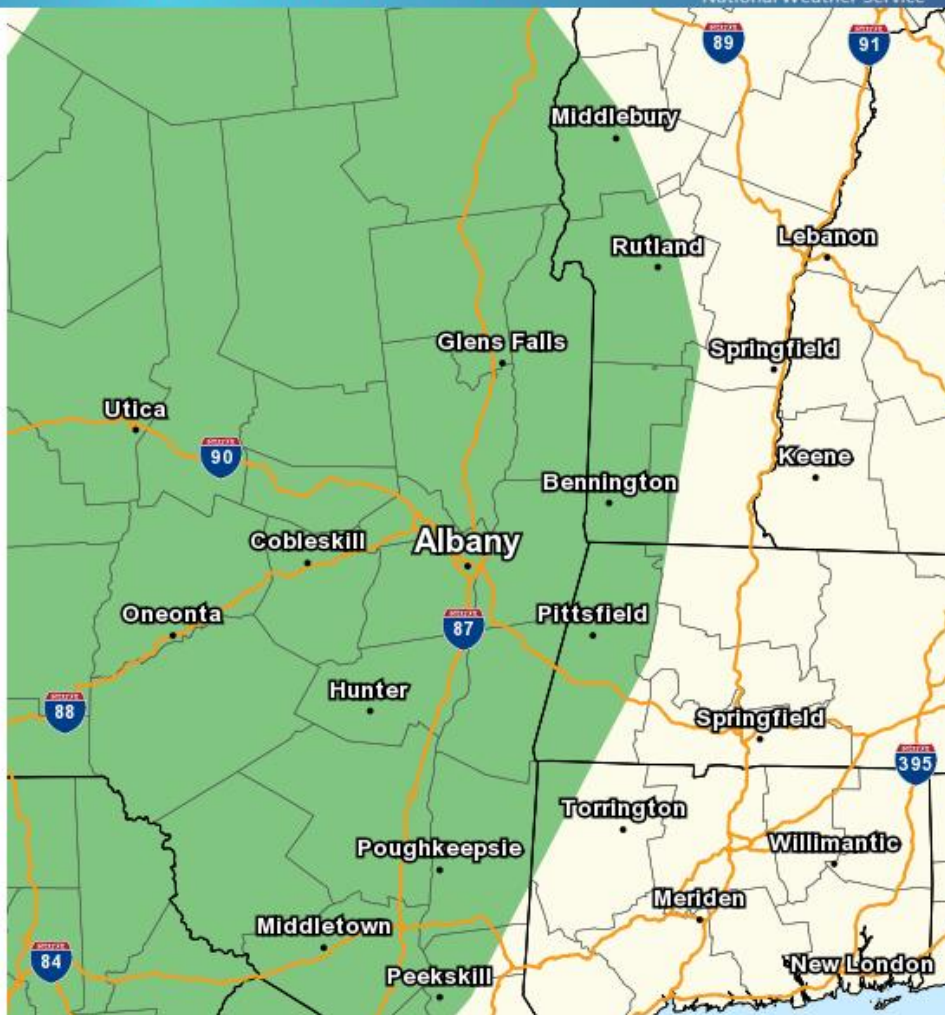 National Weather Service
89
91
Middlebury
Rutland
Lebanon
Glens Falls
Springfield
Utica
90
Keene
Bennington
Cobleskill
Albany
Oneonta
87
Pittsfield
Hunter
88
Springfield
395
Torrington
Poughkeepsie
Willimantic
Meriden
Middletown
84
Peekskill
New London